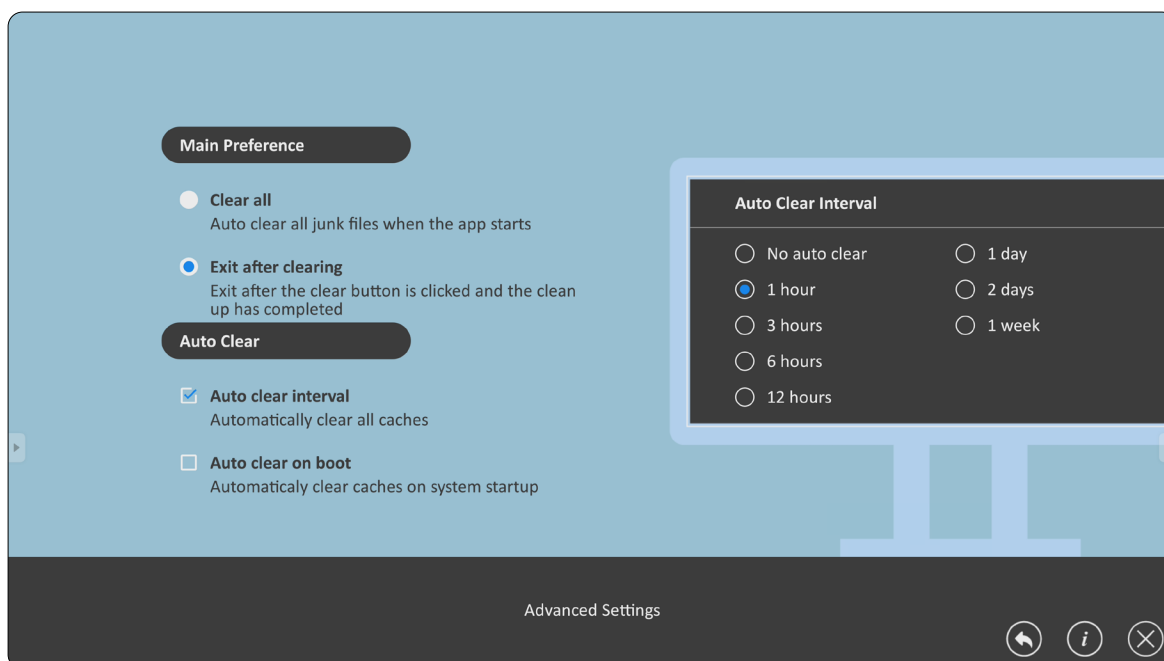 Main Preference
Clear all
Auto clear all junk files when the app starts
Exit after clearing
Exit after the clear button is clicked and the clean
up has completed
Auto Clear
Auto clear interval
Automatically clear all caches
Auto clear on boot
Automaticaly clear caches on system startup
Auto Clear Interval
No auto clear
1 hour
3 hours
6 hours
12 hours
1 day
2 days
1 week
Advanced Settings
i